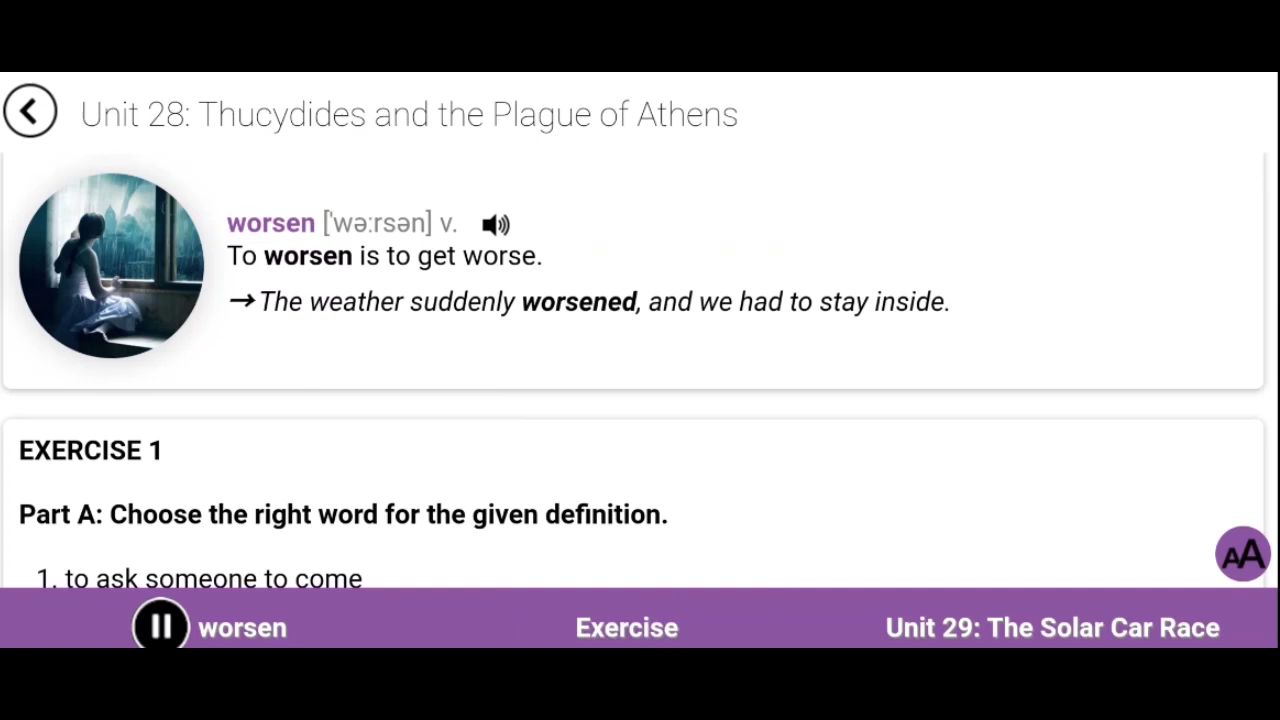 Unit 28: Thucydides and the Plague of Athens
worsen ['wəːrsən] v.
To worsen is to get worse.
→ The weather suddenly worsened, and we had to stay inside.
EXERCISE 1
Part A: Choose the right word for the given definition.
1. to ask someone to come
AA
worsen Exercise Unit 29: The Solar Car Race